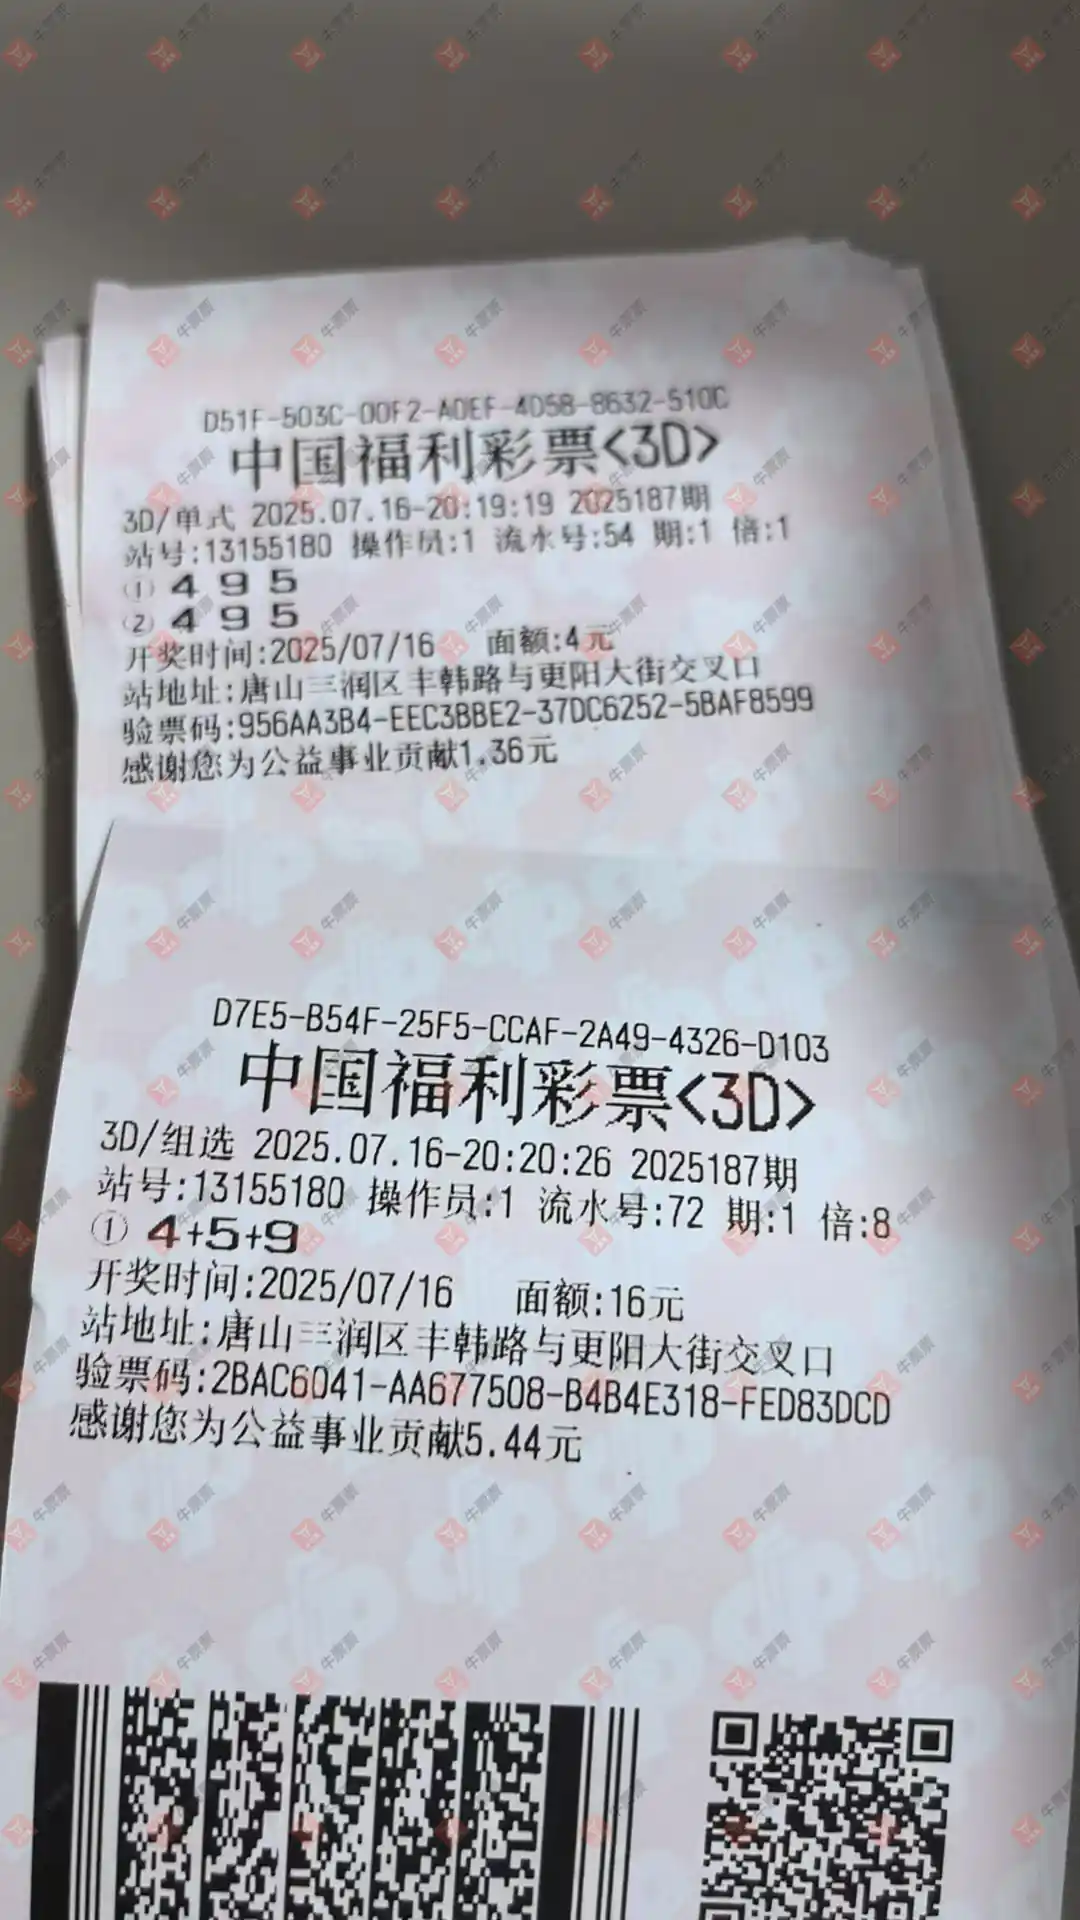 D51F-503C-00F2-A0EF-4D58-8632-510C
中国福利彩票<3D>
3D/单式 2025.07.16-20:19:19 2025187期
站号:13155180 操作员:1 流水号:54 期:1 倍:1
① 4 9 5
② 4 9 5
开奖时间:2025/07/16 面额:4元
站地址:唐山三润区丰韩路与更阳大街交叉口
验票码:956AA3B4-EEC3BBE2-37DC6252-5BAF8599
感谢您为公益事业贡献1.36元
D7E5-B54F-25F5-CCAF-2A49-4326-D103
中国福利彩票<3D>
3D/组选 2025.07.16-20:20:26 2025187期
站号:13155180 操作员:1 流水号:72 期:1 倍:8
① 4+5+9
开奖时间:2025/07/16 面额:16元
站地址:唐山三润区丰韩路与更阳大街交叉口
验票码:2BAC6041-AA677508-B4B4E318-FED83DCD
感谢您为公益事业贡献5.44元
牛票票